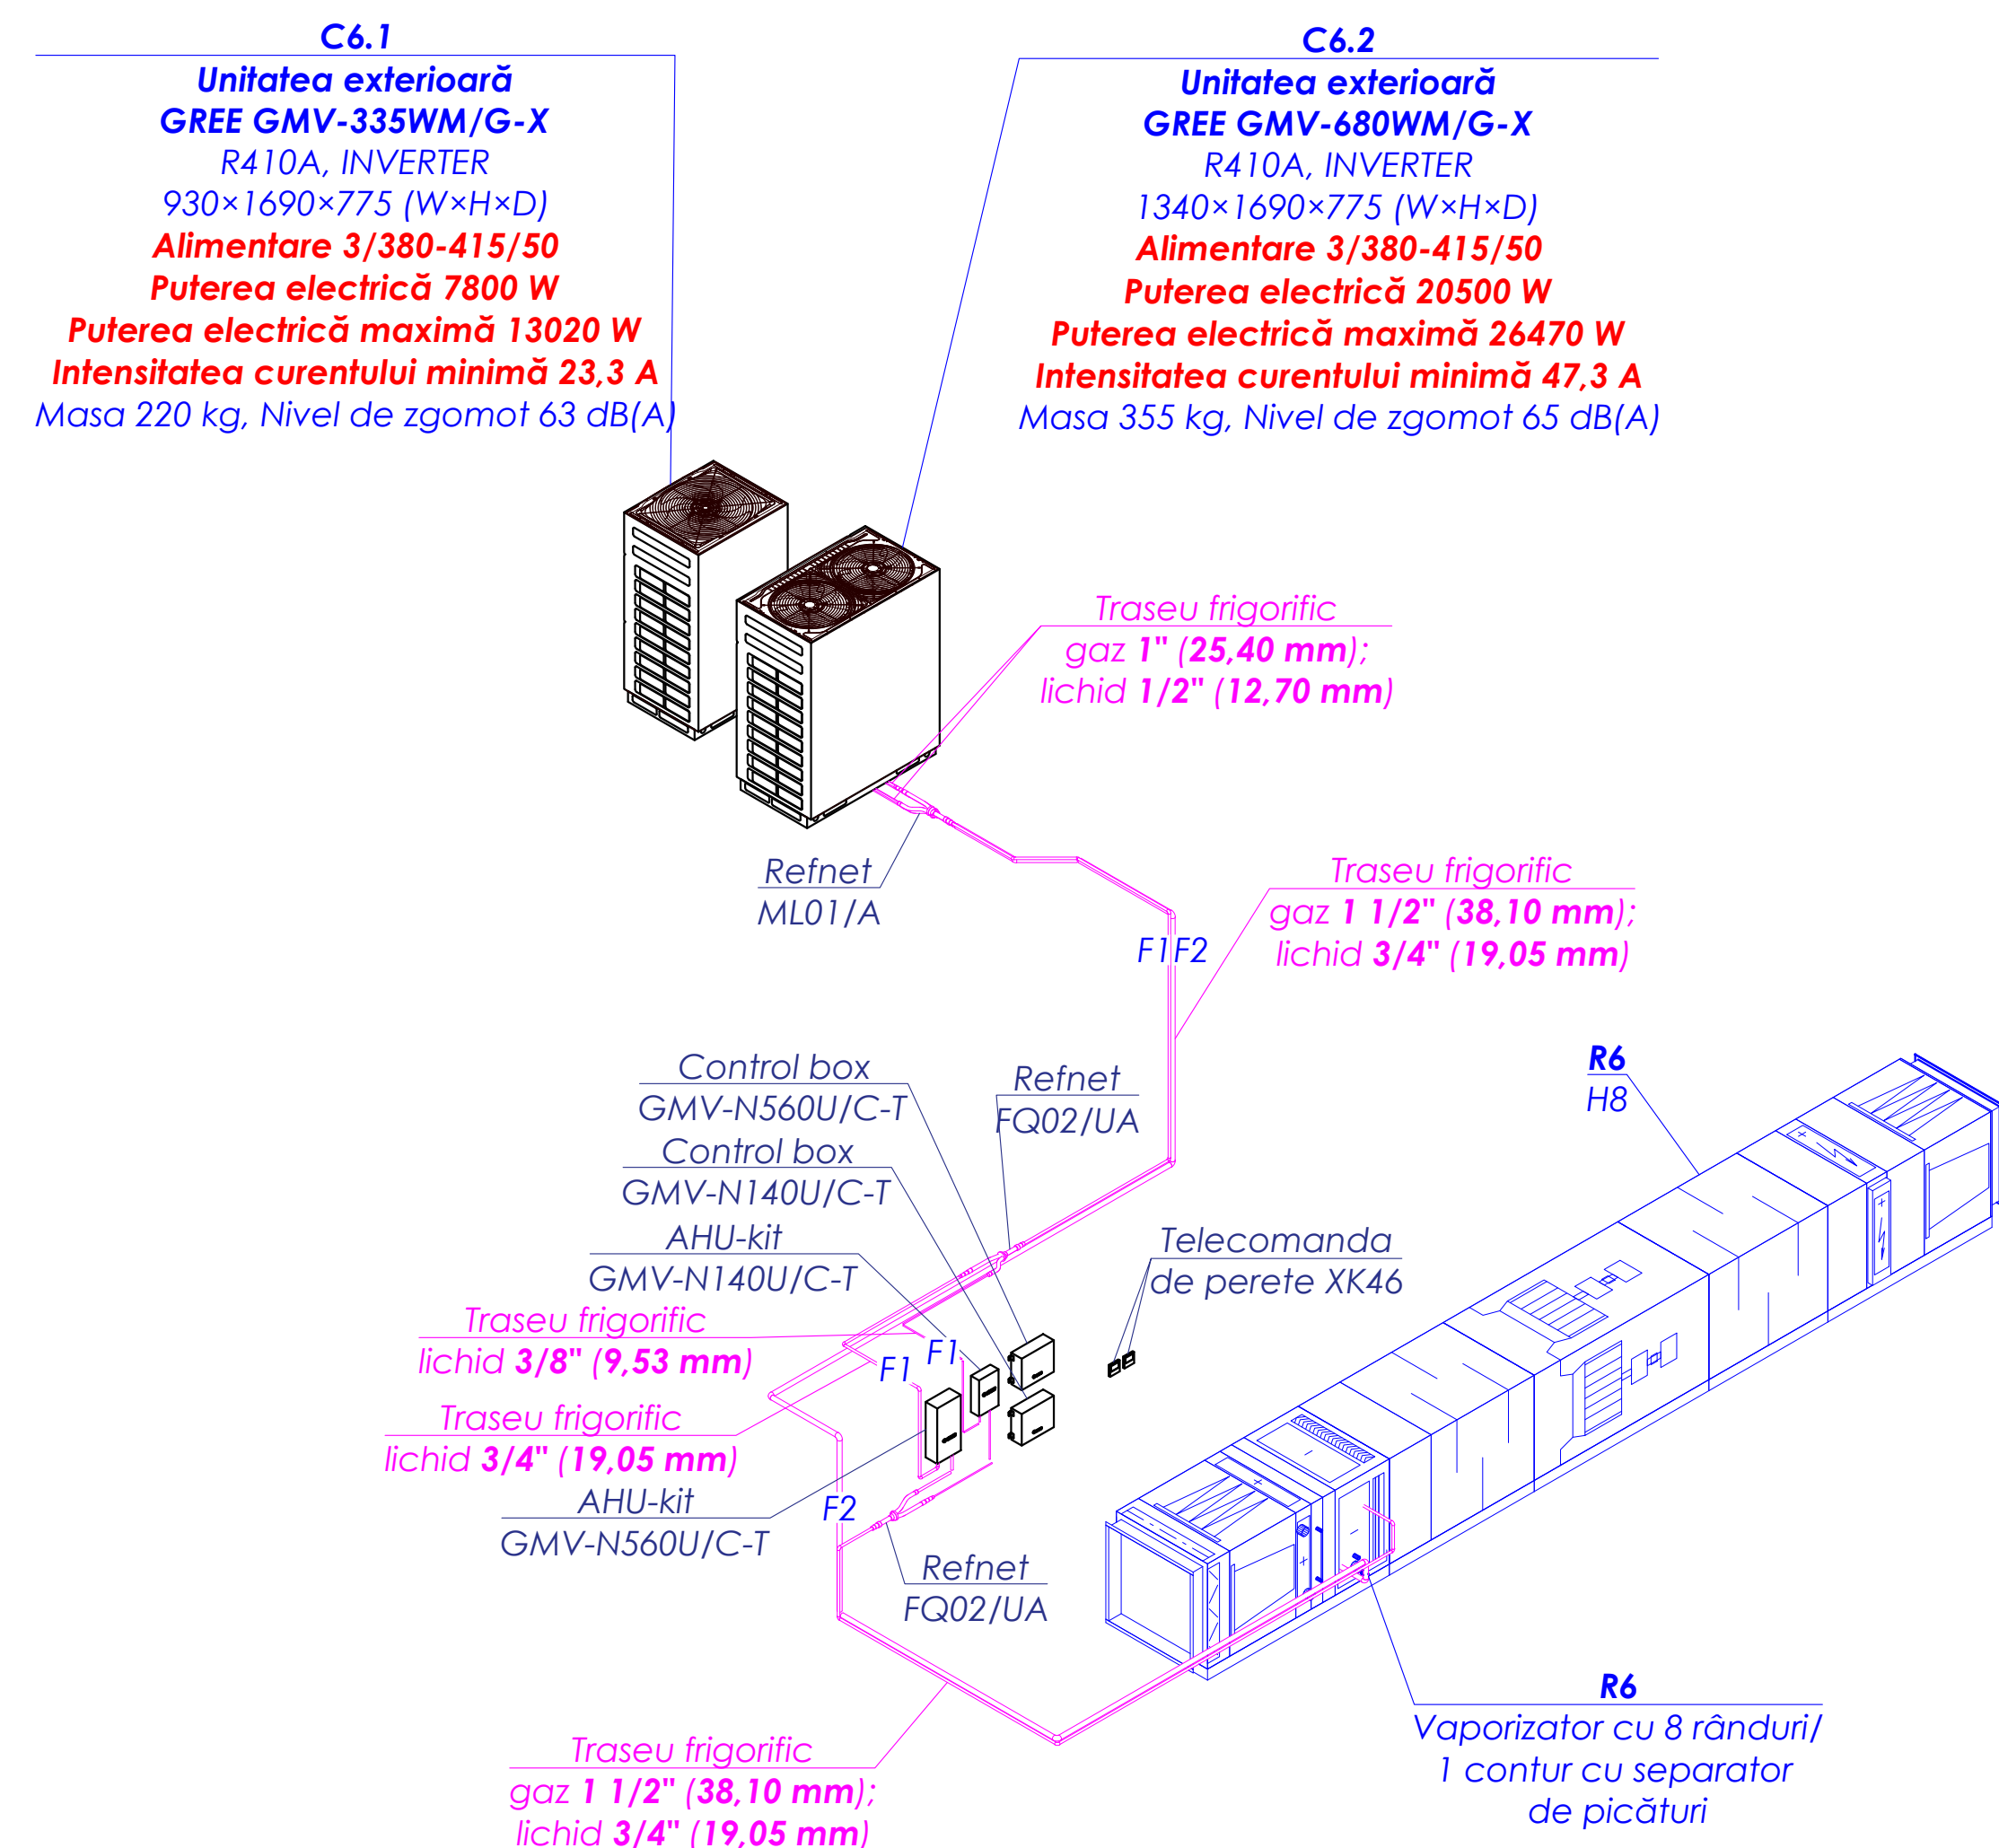 C6.1
Unitatea exterioară
GREE GMV-335WM/G-X
R410A, INVERTER
930×1690×775 (W×H×D)
Alimentare 3/380-415/50
Puterea electrică 7800 W
Puterea electrică maximă 13020 W
Intensitatea curentului minimă 23,3 A
Masa 220 kg, Nivel de zgomot 63 dB(A)
C6.2
Unitatea exterioară
GREE GMV-680WM/G-X
R410A, INVERTER
1340×1690×775 (W×H×D)
Alimentare 3/380-415/50
Puterea electrică 20500 W
Puterea electrică maximă 26470 W
Intensitatea curentului minimă 47,3 A
Masa 355 kg, Nivel de zgomot 65 dB(A)
Traseu frigorific
gaz 1" (25,40 mm);
lichid 1/2" (12,70 mm)
Refnet
ML01/A
Traseu frigorific
gaz 1 1/2" (38,10 mm);
lichid 3/4" (19,05 mm)
F1 F2
Control box
GMV-N560U/C-T
Refnet
FQ02/UA
R6
H8
Control box
GMV-N140U/C-T
AHU-kit
GMV-N140U/C-T
Telecomanda
de perete XK46
Traseu frigorific
lichid 3/8" (9,53 mm)
F1
F1
Traseu frigorific
lichid 3/4" (19,05 mm)
AHU-kit
GMV-N560U/C-T
F2
Refnet
FQ02/UA
R6
Vaporizator cu 8 rânduri/
1 contur cu separator
de picături
Traseu frigorific
gaz 1 1/2" (38,10 mm);
lichid 3/4" (19,05 mm)